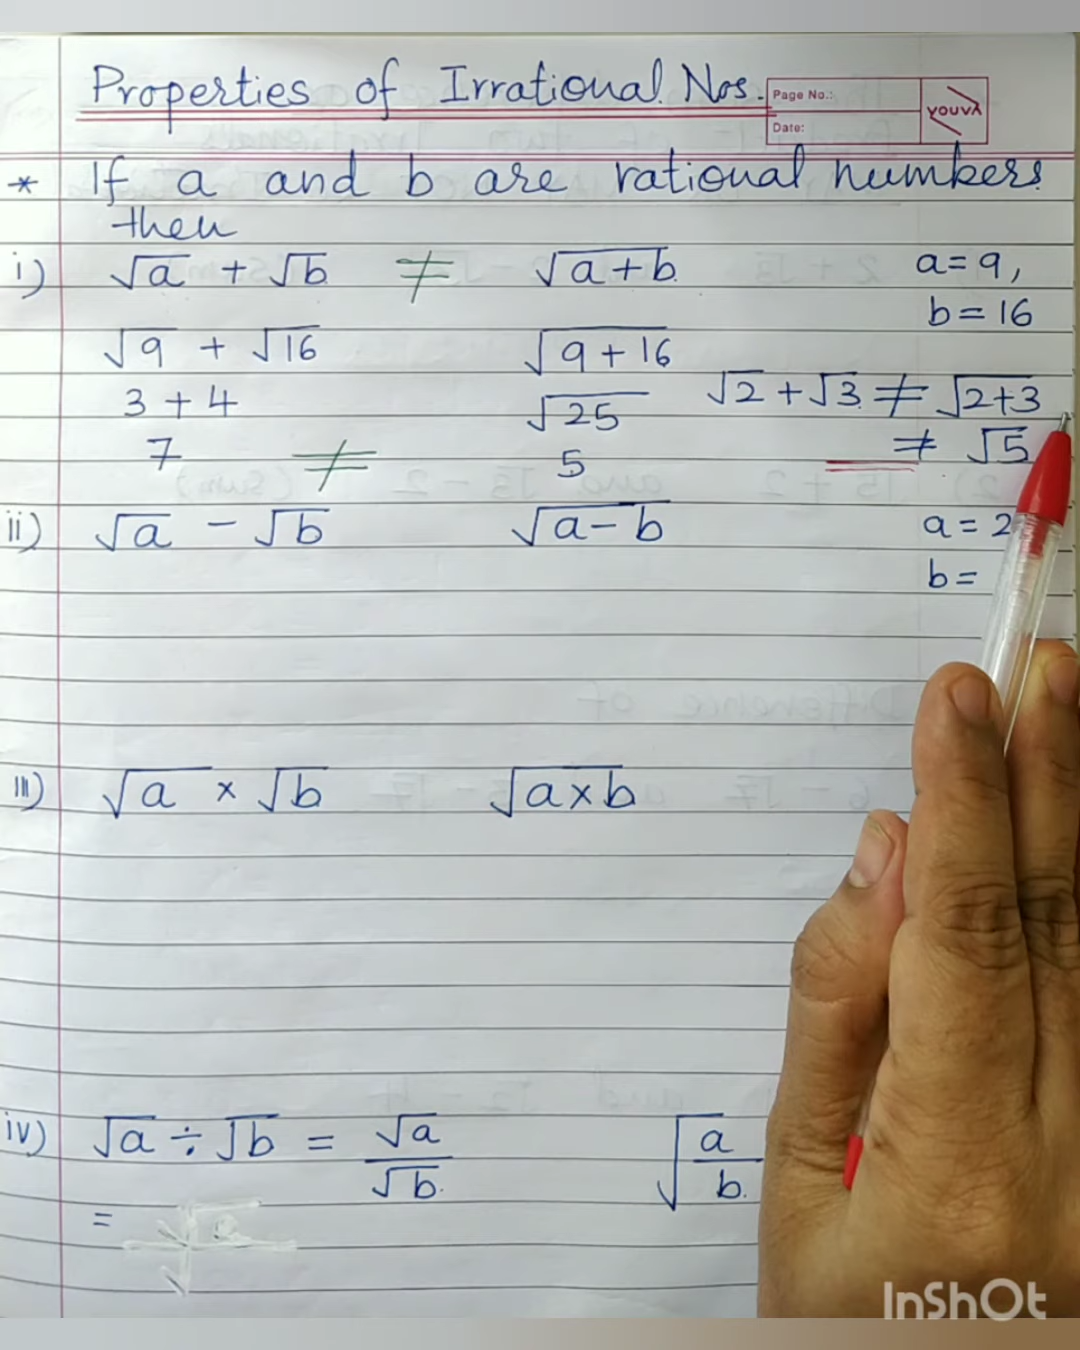 Properties of Irrational Nos.
Page No.:
Date:
YOUVA
* If a and b are rational numbers
then
i) √a + √b ≠ √a+b
a=9,
b=16
√9 + √16 √9+16
3+4 √25
√2+√3 ≠ √2+3
7 ≠ 5
≠ √5
ii) √a - √b √a-b
a=2
b=
iii) √a × √b √a×b
iv) √a ÷ √b = √a/√b √a/b.
=
InShOt